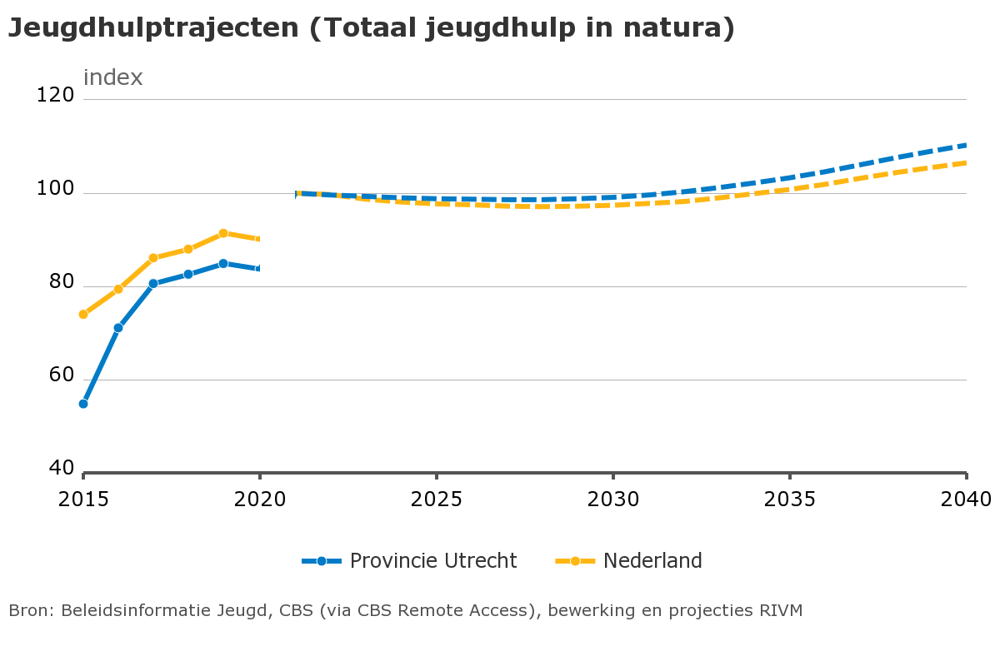 Jeugdhulptrajecten (Totaal jeugdhulp in natura)
index
120
100
80
60
40
2015 2020 2025 2030 2035 2040
Provincie Utrecht Nederland
Bron: Beleidsinformatie Jeugd, CBS (via CBS Remote Access), bewerking en projecties RIVM